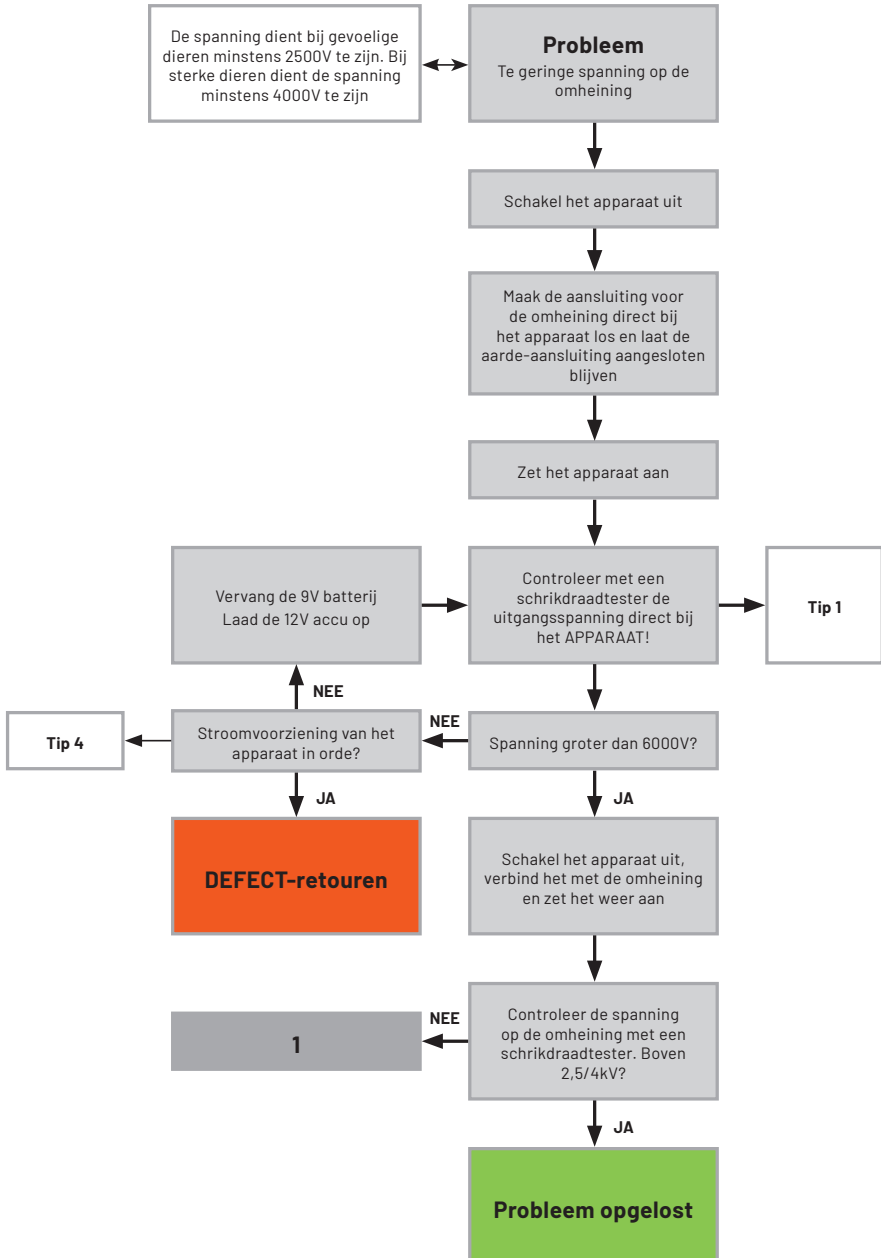 De spanning dient bij gevoelige
dieren minstens 2500V te zijn. Bij
sterke dieren dient de spanning
minstens 4000V te zijn
Probleem
Te geringe spanning op de
omheining
Schakel het apparaat uit
Maak de aansluiting voor
de omheining direct bij
het apparaat los en laat de
aarde-aansluiting aangesloten
blijven
Zet het apparaat aan
Vervang de 9V batterij
Laad de 12V accu op
Controleer met een
schrikdraadtester de
uitgangsspanning direct bij
het APPARAAT!
Tip 1
NEE
Tip 4
Stroomvoorziening van het
apparaat in orde?
NEE
Spanning groter dan 6000V?
JA
JA
DEFECT-retouren
Schakel het apparaat uit,
verbind het met de omheining
en zet het weer aan
1
NEE
Controleer de spanning
op de omheining met een
schrikdraadtester. Boven
2,5/4kV?
JA
Probleem opgelost